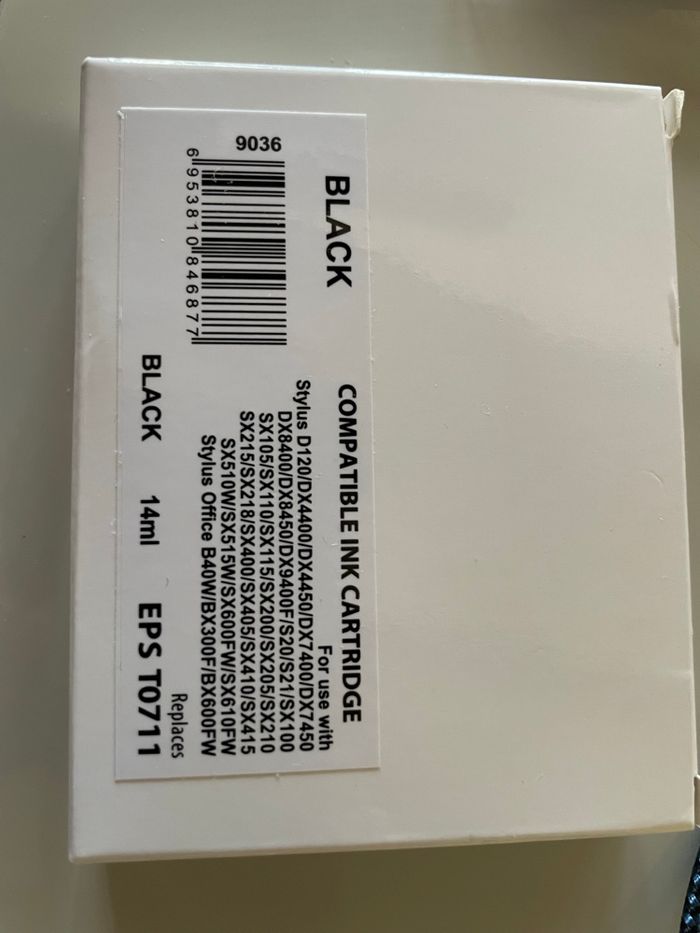 BLACK
9036
6 953810 846877
COMPATIBLE INK CARTRIDGE
For use with
Stylus D120/DX4400/DX4450/DX7400/DX7450
DX8400/DX8450/DX9400F/S20/S21/SX100
SX105/SX110/SX115/SX200/SX205/SX210
SX215/SX218/SX400/SX405/SX410/SX415
SX510W/SX515W/SX600FW/SX610FW
Stylus Office B40W/BX300F/BX600FW
Replaces
BLACK 14ml EPS T0711